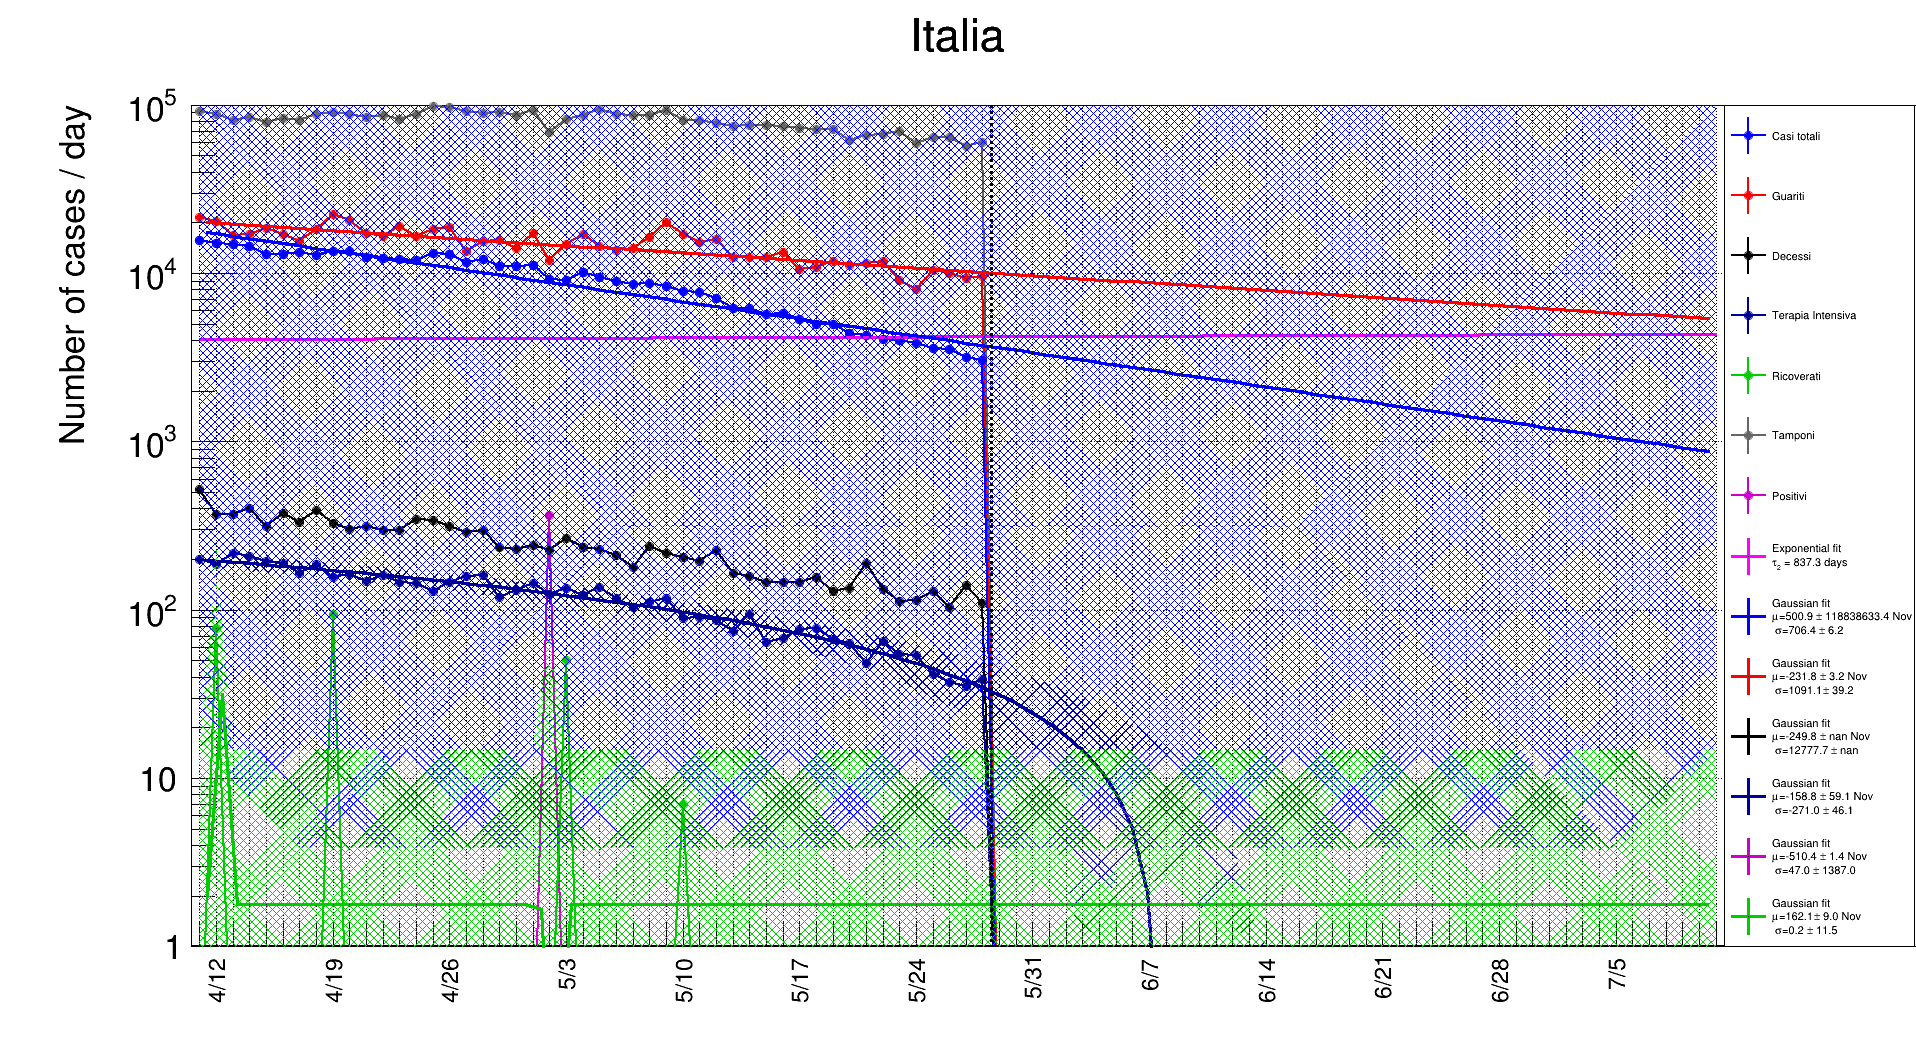 Italia
Number of cases / day
10^5
10^4
10^3
10^2
10
1
4/12
4/19
4/26
5/3
5/10
5/17
5/24
5/31
6/7
6/14
6/21
6/28
7/5
Casi totali
Guariti
Decessi
Terapia Intensiva
Ricoverati
Tamponi
Positivi
Exponential fit
τ₂ = 837.3 days
Gaussian fit
μ=500.9 ± 118838633.4 Nov
σ=706.4 ± 6.2
Gaussian fit
μ=-231.8 ± 3.2 Nov
σ=1091.1 ± 39.2
Gaussian fit
μ=-249.8 ± nan Nov
σ=12777.7 ± nan
Gaussian fit
μ=-158.8 ± 59.1 Nov
σ=-271.0 ± 46.1
Gaussian fit
μ=-510.4 ± 1.4 Nov
σ=47.0 ± 1387.0
Gaussian fit
μ=162.1 ± 9.0 Nov
σ=0.2 ± 11.5